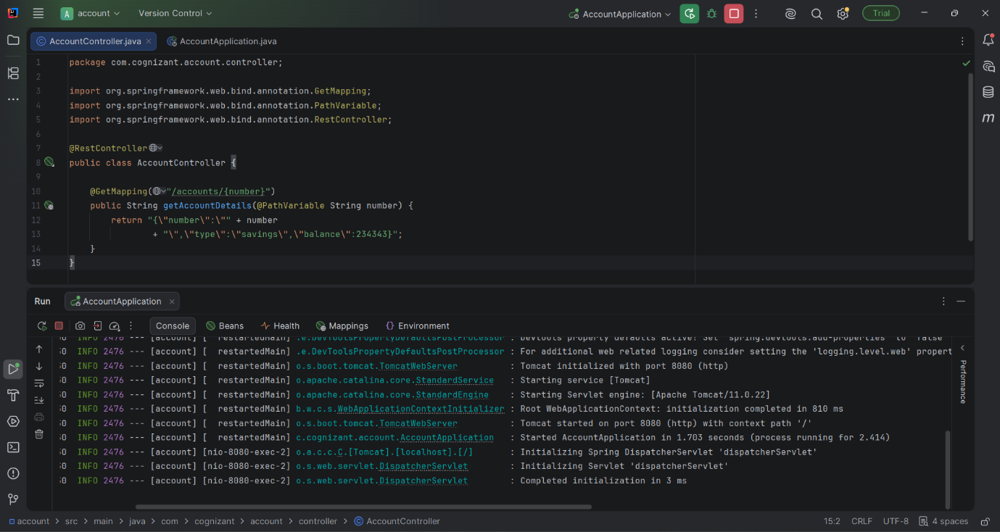 A account Version Control AccountApplication Trial
AccountController.java AccountApplication.java
1 package com.cognizant.account.controller;
2
3 import org.springframework.web.bind.annotation.GetMapping;
4 import org.springframework.web.bind.annotation.PathVariable;
5 import org.springframework.web.bind.annotation.RestController;
6
7 @RestController
8 public class AccountController {
9
10 @GetMapping("/accounts/{number}")
11 public String getAccountDetails(@PathVariable String number) {
12 return "{\"number\":\"" + number
13 + "\",\"type\":\"savings\",\"balance\":234343}";
14 }
15 }
Run AccountApplication
Console Beans Health Mappings Environment
INFO 2476 --- [account] [ restartedMain] .e.DevToolsPropertyDefaultsPostProcessor : Devtools property defaults active! Set 'spring.devtools.add-properties' to 'false'
INFO 2476 --- [account] [ restartedMain] .e.DevToolsPropertyDefaultsPostProcessor : For additional web related logging consider setting the 'logging.level.web' propert
INFO 2476 --- [account] [ restartedMain] o.s.boot.tomcat.TomcatWebServer : Tomcat initialized with port 8080 (http)
INFO 2476 --- [account] [ restartedMain] o.apache.catalina.core.StandardService : Starting service [Tomcat]
INFO 2476 --- [account] [ restartedMain] o.apache.catalina.core.StandardEngine : Starting Servlet engine: [Apache Tomcat/11.0.22]
INFO 2476 --- [account] [ restartedMain] b.w.c.s.WebApplicationContextInitializer : Root WebApplicationContext: initialization completed in 810 ms
INFO 2476 --- [account] [ restartedMain] o.s.boot.tomcat.TomcatWebServer : Tomcat started on port 8080 (http) with context path '/'
INFO 2476 --- [account] [ restartedMain] c.cognizant.account.AccountApplication : Started AccountApplication in 1.703 seconds (process running for 2.414)
INFO 2476 --- [account] [nio-8080-exec-2] o.a.c.c.C.[Tomcat].[localhost].[/] : Initializing Spring DispatcherServlet 'dispatcherServlet'
INFO 2476 --- [account] [nio-8080-exec-2] o.s.web.servlet.DispatcherServlet : Initializing Servlet 'dispatcherServlet'
INFO 2476 --- [account] [nio-8080-exec-2] o.s.web.servlet.DispatcherServlet : Completed initialization in 3 ms
Performance
account > src > main > java > com > cognizant > account > controller > AccountController 15:2 CRLF UTF-8 4 spaces